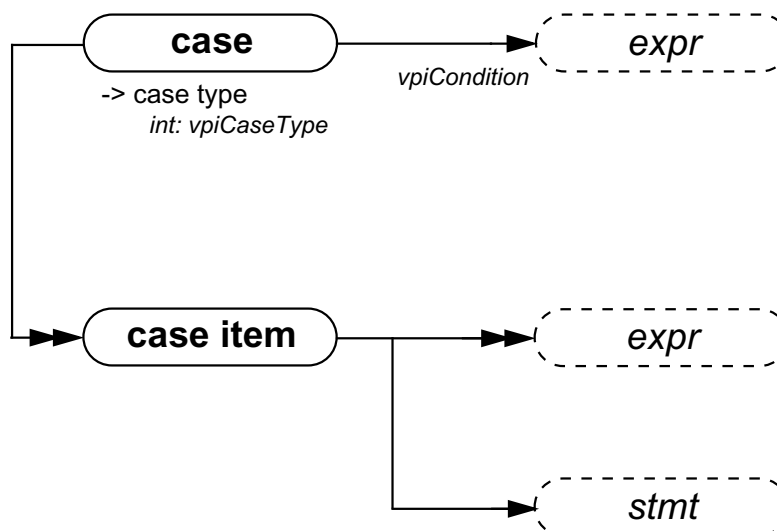 case
expr
-> case type
vpiCondition
int: vpiCaseType
case item
expr
stmt